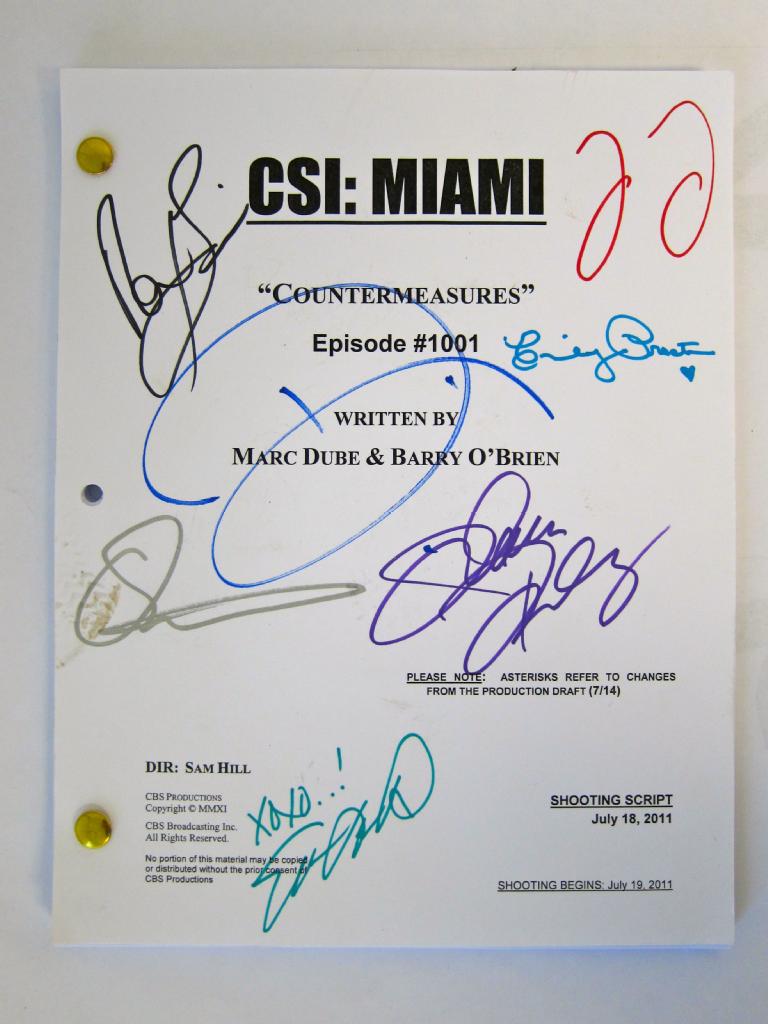 CSI: MIAMI
“COUNTERMEASURES”
Episode #1001
Emily Procter
WRITTEN BY
MARC DUBE & BARRY O’BRIEN
PLEASE NOTE: ASTERISKS REFER TO CHANGES
FROM THE PRODUCTION DRAFT (7/14)
DIR: SAM HILL
CBS PRODUCTIONS
Copyright © MMXI
CBS Broadcasting Inc.
All Rights Reserved.
No portion of this material may be copied
or distributed without the prior consent of
CBS Productions
XOXO...!
SHOOTING SCRIPT
July 18, 2011
SHOOTING BEGINS: July 19, 2011